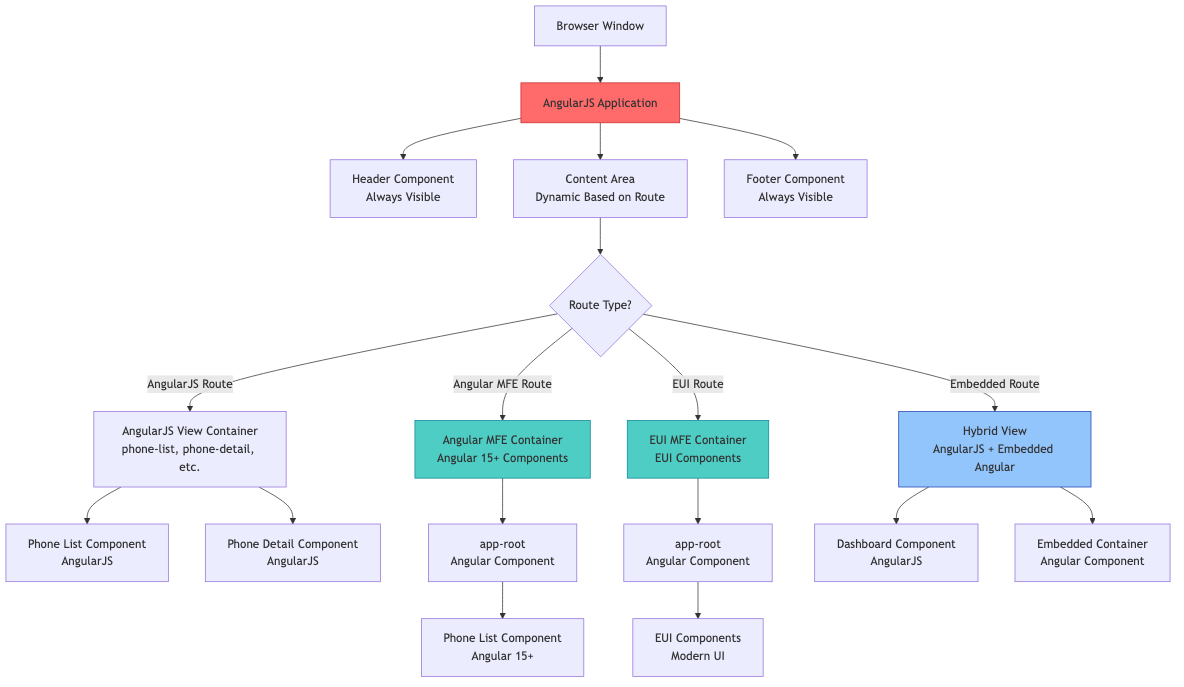 Browser Window
AngularJS Application
Header Component
Always Visible
Content Area
Dynamic Based on Route
Footer Component
Always Visible
Route Type?
AngularJS Route
Angular MFE Route
EUI Route
Embedded Route
AngularJS View Container
phone-list, phone-detail,
etc.
Angular MFE Container
Angular 15+ Components
EUI MFE Container
EUI Components
Hybrid View
AngularJS + Embedded
Angular
Phone List Component
AngularJS
Phone Detail Component
AngularJS
app-root
Angular Component
app-root
Angular Component
Dashboard Component
AngularJS
Embedded Container
Angular Component
Phone List Component
Angular 15+
EUI Components
Modern UI